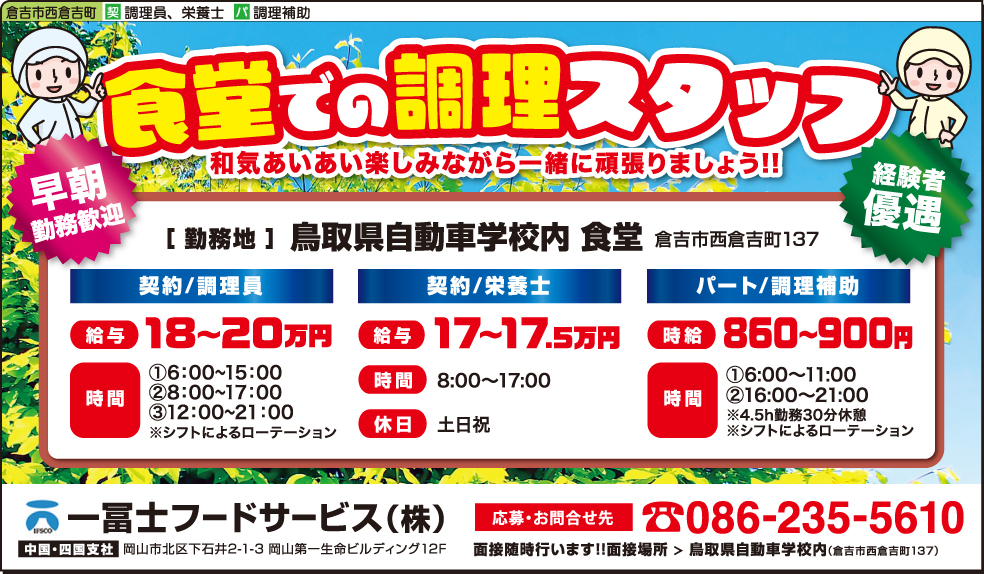 倉吉市西倉吉町 契 調理員、栄養士 パ 調理補助
食堂での調理スタッフ
和気あいあい楽しみながら一緒に頑張りましょう!!
早朝
勤務歓迎
経験者
優遇
[ 勤務地 ] 鳥取県自動車学校内 食堂 倉吉市西倉吉町137
契約/調理員
給与 18~20万円
時間
①6:00~15:00
②8:00~17:00
③12:00~21:00
※シフトによるローテーション
契約/栄養士
給与 17~17.5万円
時間 8:00~17:00
休日 土日祝
パート/調理補助
時給 860~900円
時間
①6:00~11:00
②16:00~21:00
※4.5h勤務30分休憩
※シフトによるローテーション
IFSCO
一冨士フードサービス(株)
中国・四国支社 岡山市北区下石井2-1-3 岡山第一生命ビルディング12F
応募・お問合せ先 ☎086-235-5610
面接随時行います!!面接場所 > 鳥取県自動車学校内(倉吉市西倉吉町137)